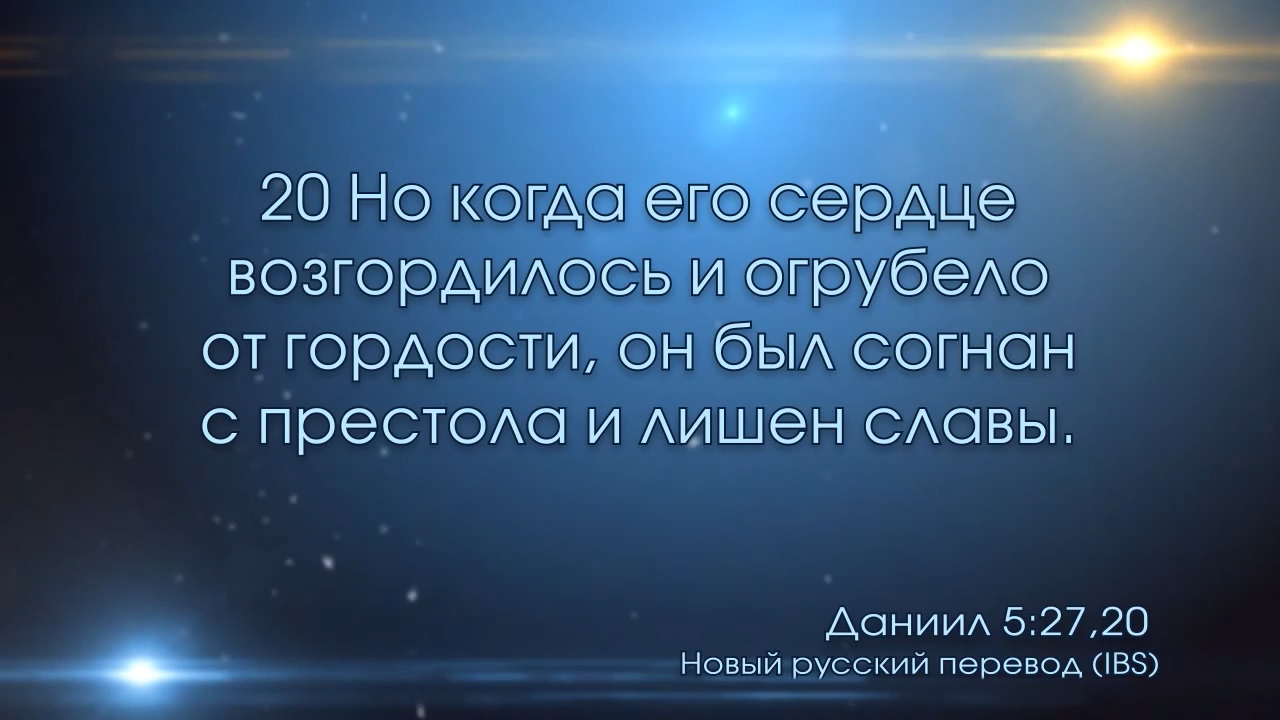 20 Но когда его сердце
возгордилось и огрубело
от гордости, он был согнан
с престола и лишен славы.
Даниил 5:27,20
Новый русский перевод (IBS)